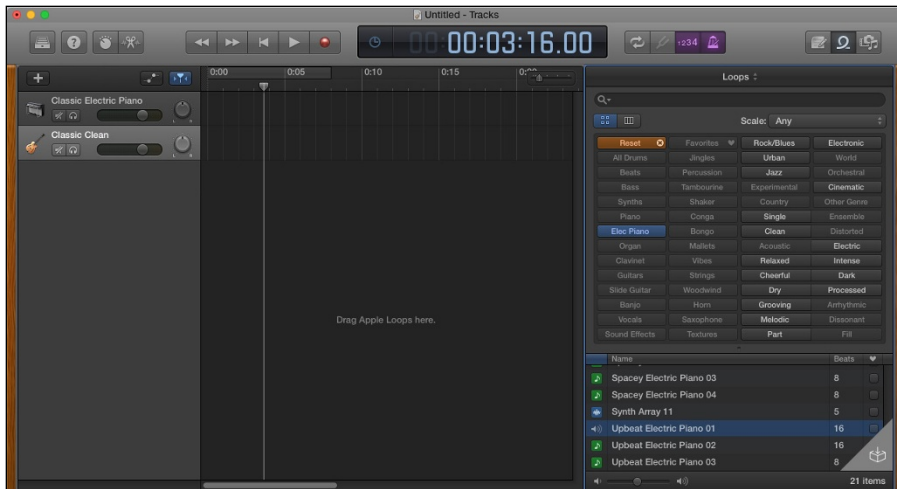 Untitled - Tracks
00:00:03:16.00
1234
Loops
0:00 0:05 0:10 0:15
Classic Electric Piano
Classic Clean
Drag Apple Loops here.
Scale: Any
Reset Favorites Rock/Blues Electronic
All Drums Jingles Urban World
Beats Percussion Jazz Orchestral
Bass Tambourine Experimental Cinematic
Synths Shaker Country Other Genre
Piano Conga Single Ensemble
Elec Piano Bongo Clean Distorted
Organ Mallets Acoustic Electric
Clavinet Vibes Relaxed Intense
Guitars Strings Cheerful Dark
Slide Guitar Woodwind Dry Processed
Banjo Horn Grooving Arrhythmic
Vocals Saxophone Melodic Dissonant
Sound Effects Textures Part Fill
Name Beats
Spacey Electric Piano 03 8
Spacey Electric Piano 04 8
Synth Array 11 5
Upbeat Electric Piano 01 16
Upbeat Electric Piano 02 16
Upbeat Electric Piano 03 8
21 items